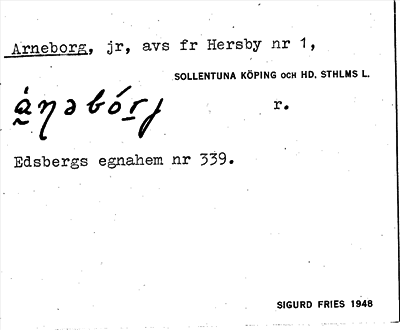 Arneborg, jr, avs fr Hersby nr 1,
SOLLENTUNA KÖPING OCH HD. STHLMS L.
r.
Edsbergs egnahem nr 339.
SIGURD FRIES 1948